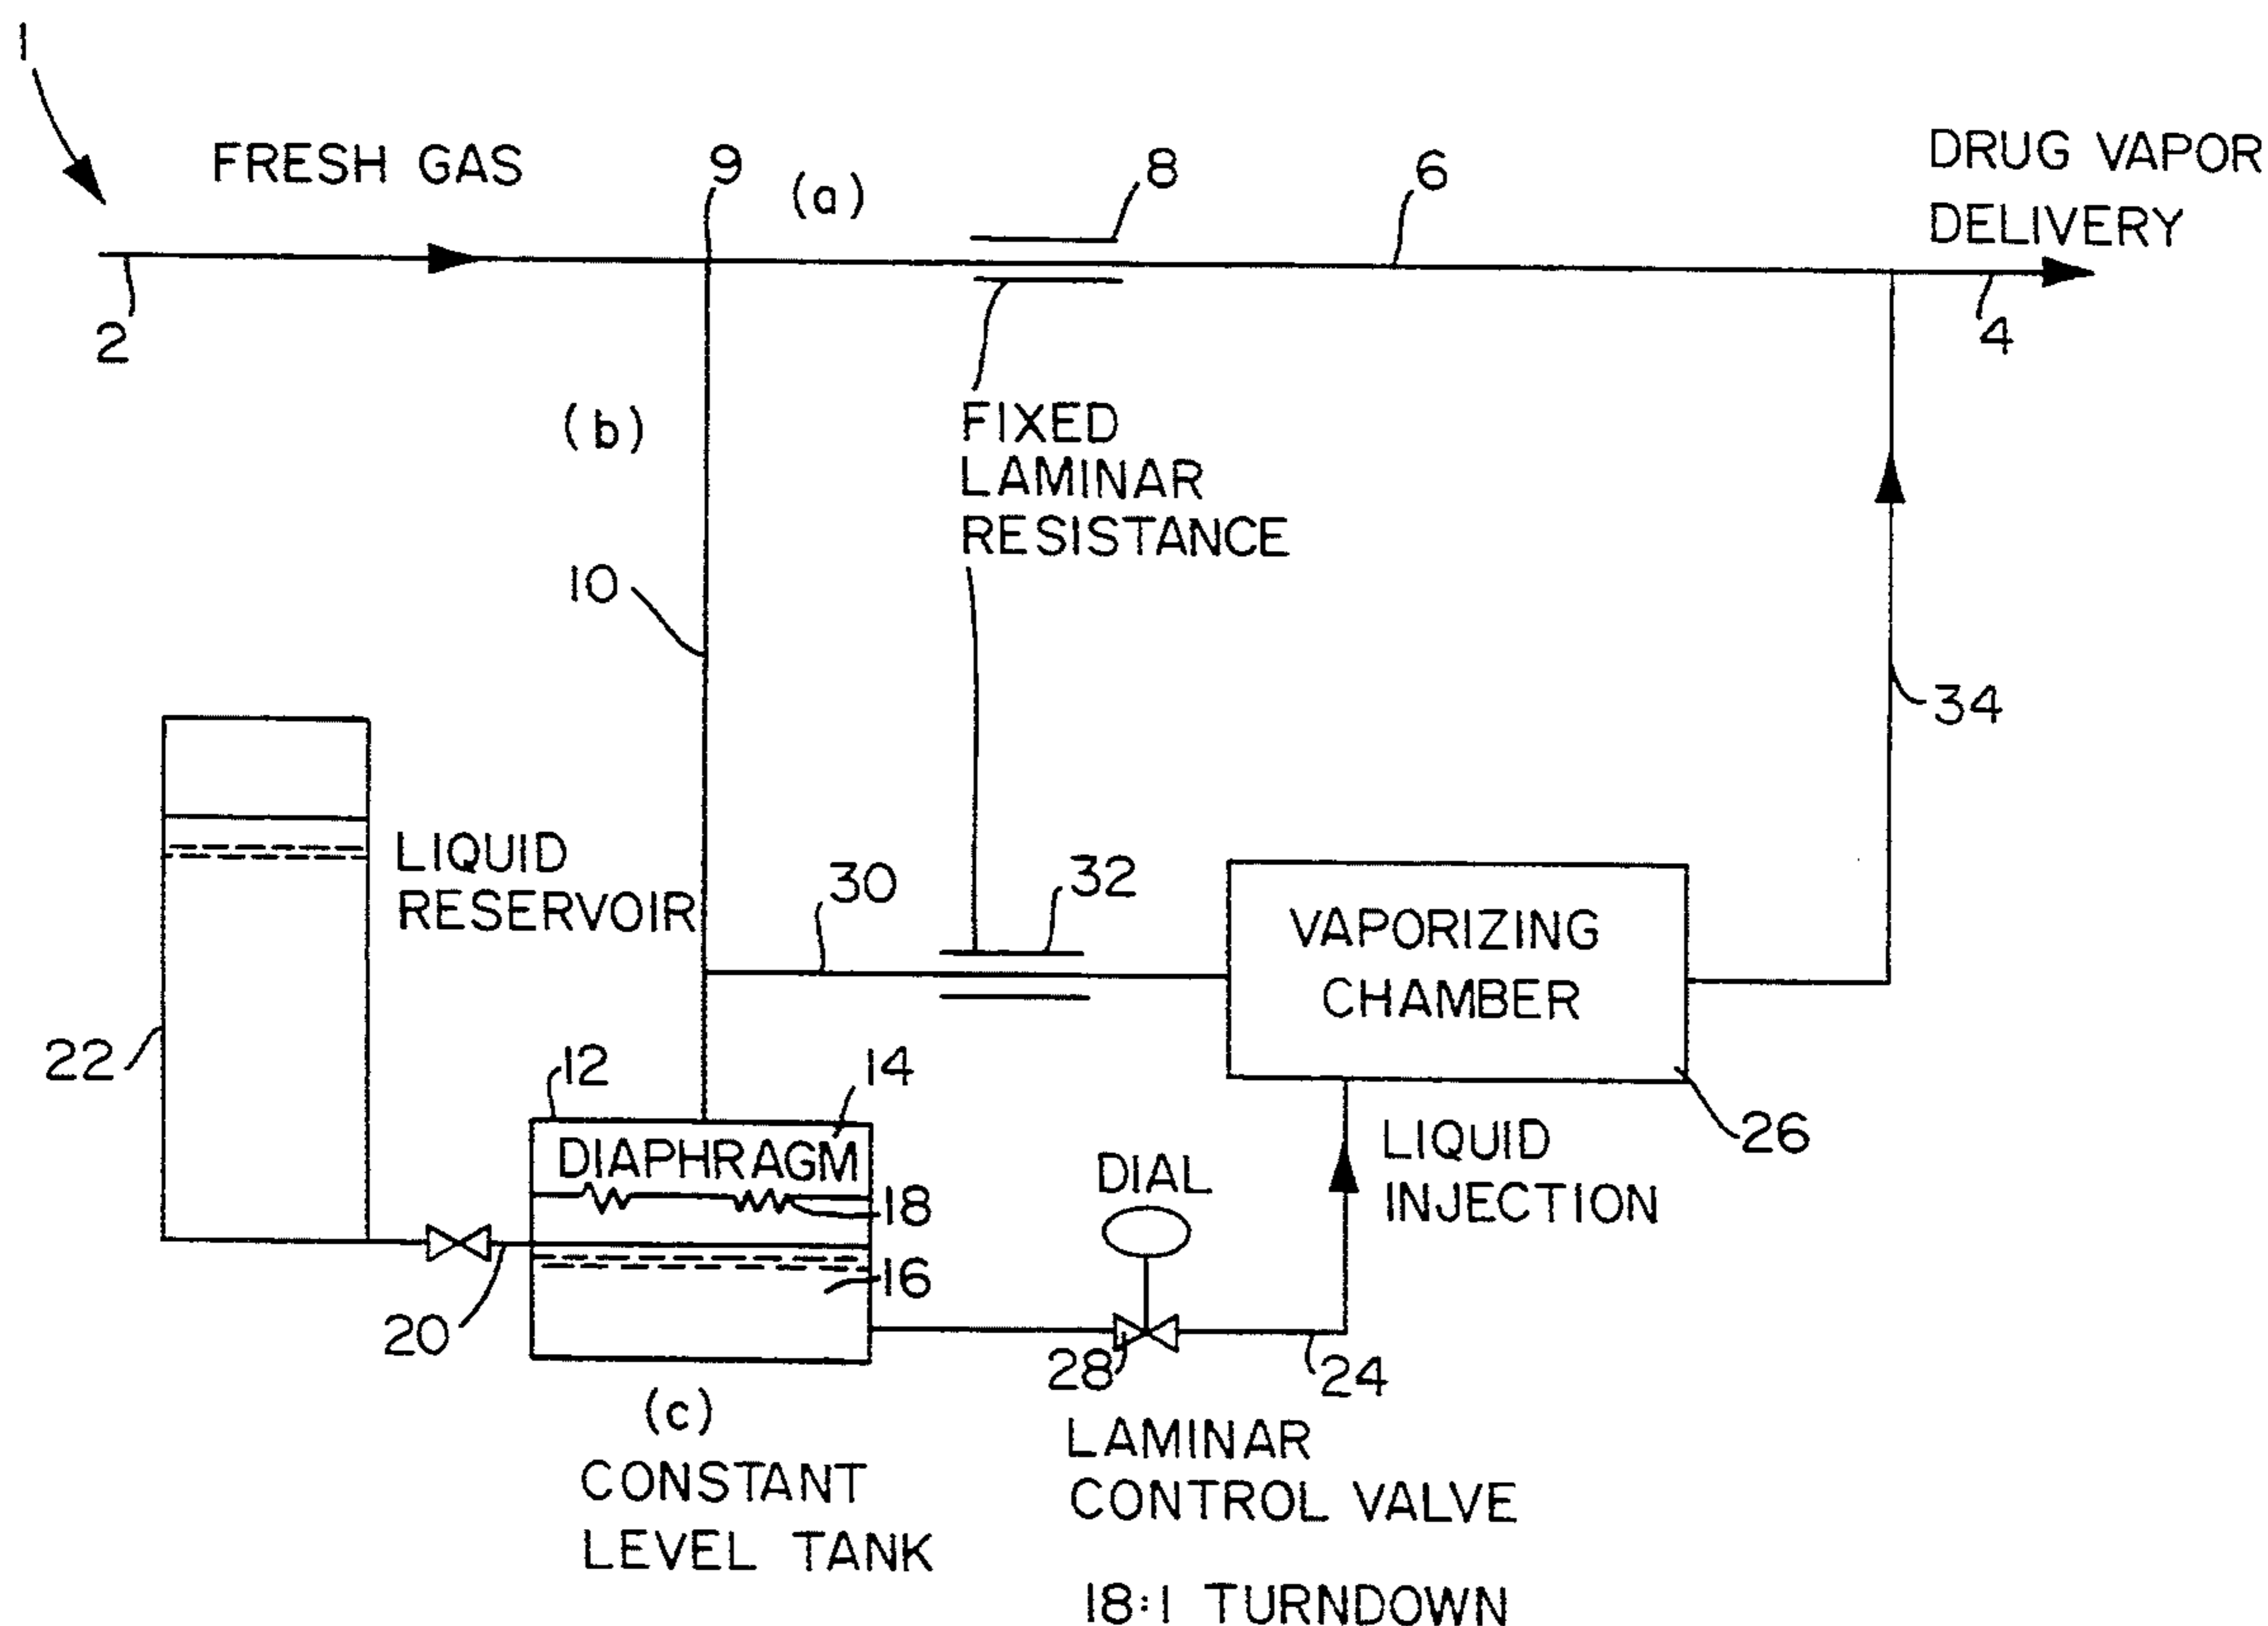 1
FRESH GAS
9
(a)
8
6
DRUG VAPOR
DELIVERY
2
4
(b)
FIXED
LAMINAR
RESISTANCE
10
34
LIQUID
RESERVOIR
30
32
VAPORIZING
CHAMBER
22
12
14
26
DIAPHRAGM
LIQUID
INJECTION
DIAL
18
16
20
28
24
(c)
CONSTANT
LEVEL TANK
LAMINAR
CONTROL VALVE
18:1 TURNDOWN